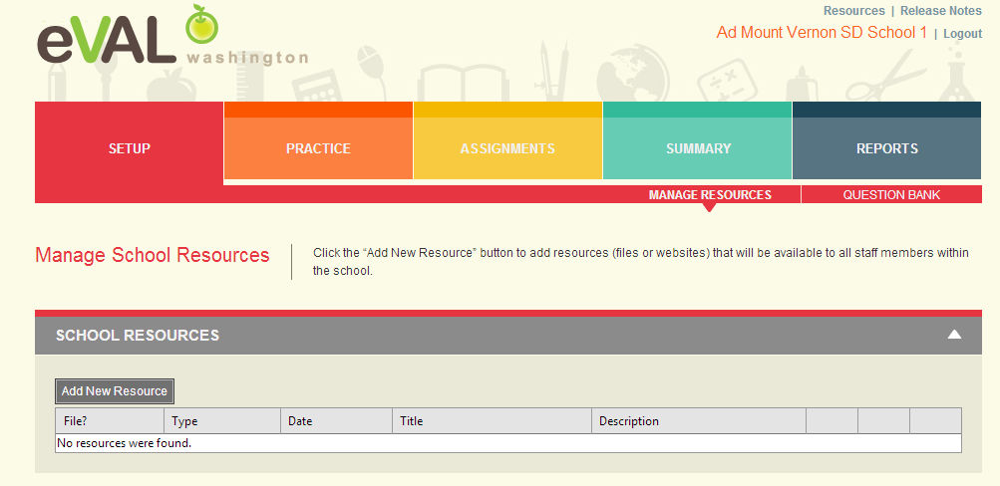 Resources | Release Notes
eVAL washington
Ad Mount Vernon SD School 1 | Logout
SETUP PRACTICE ASSIGNMENTS SUMMARY REPORTS
MANAGE RESOURCES QUESTION BANK
Manage School Resources
Click the “Add New Resource” button to add resources (files or websites) that will be available to all staff members within
the school.
SCHOOL RESOURCES
Add New Resource
File? Type Date Title Description
No resources were found.